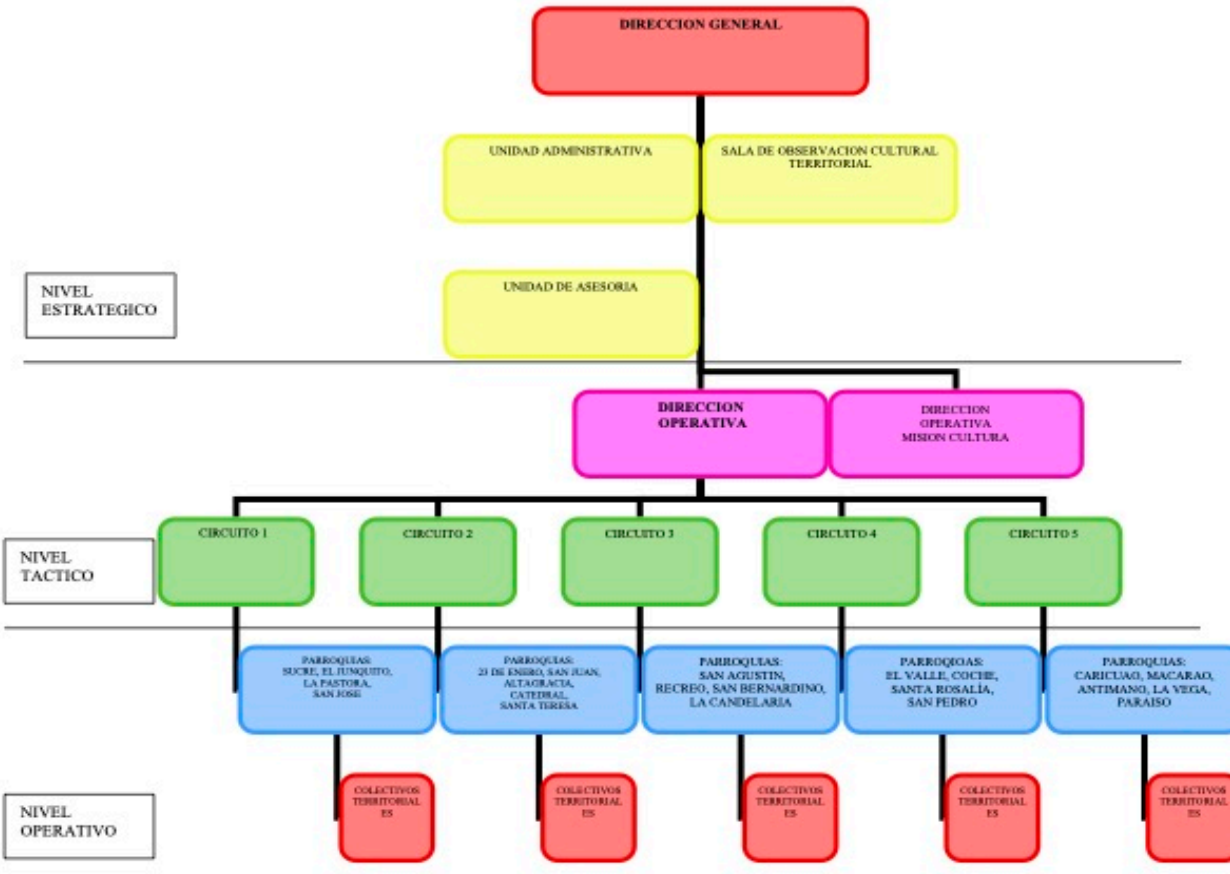 DIRECCION GENERAL
UNIDAD ADMINISTRATIVA
SALA DE OBSERVACION CULTURAL
TERRITORIAL
NIVEL
ESTRATEGICO
UNIDAD DE ASESORIA
DIRECCION
OPERATIVA
DIRECCION
OPERATIVA
MISION CULTURA
NIVEL
TACTICO
CIRCUITO 1
CIRCUITO 2
CIRCUITO 3
CIRCUITO 4
CIRCUITO 5
PARROQUIAS:
SUCRE, EL JUNQUITO,
LA PASTORA,
SAN JOSE
PARROQUIAS:
23 DE ENERO, SAN JUAN,
ALTAGRACIA,
CATEDRAL,
SANTA TERESA
PARROQUIAS:
SAN AGUSTIN,
RECREO, SAN BERNARDINO,
LA CANDELARIA
PARROQIOAS:
EL VALLE, COCHE,
SANTA ROSALÍA,
SAN PEDRO
PARROQUIAS:
CARICUAO, MACARAO,
ANTIMANO, LA VEGA,
PARAISO
NIVEL
OPERATIVO
COLECTIVOS
TERRITORIAL
ES
COLECTIVOS
TERRITORIAL
ES
COLECTIVOS
TERRITORIAL
ES
COLECTIVOS
TERRITORIAL
ES
COLECTIVOS
TERRITORIAL
ES